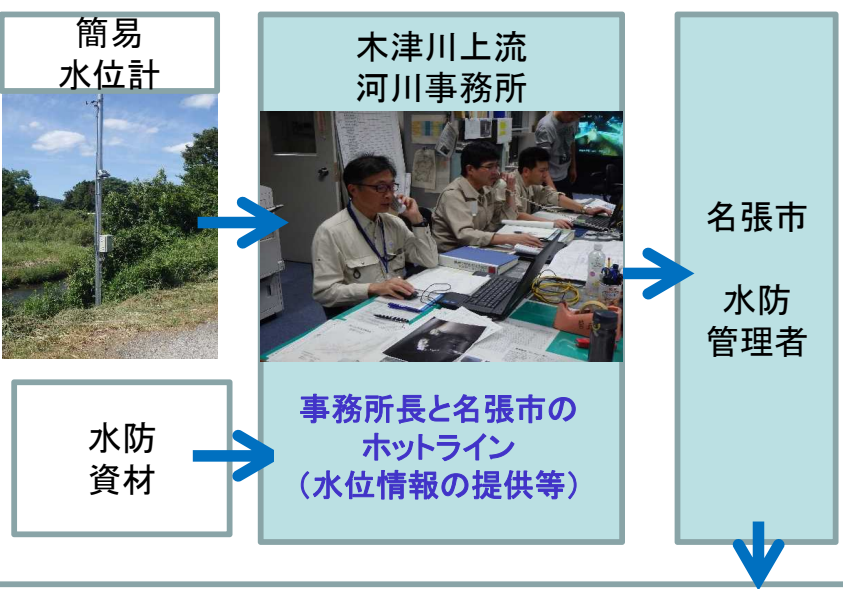 簡易
水位計
木津川上流
河川事務所
名張市
水防
管理者
水防
資材
事務所長と名張市の
ホットライン
（水位情報の提供等）